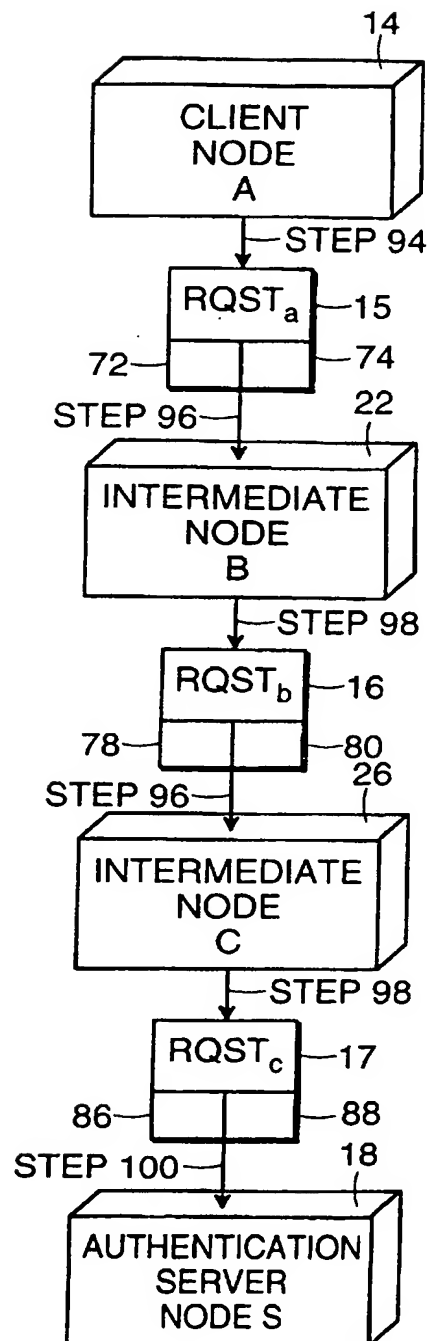 14
CLIENT
NODE
A
STEP 94
RQSTa
15
72
74
STEP 96
22
INTERMEDIATE
NODE
B
STEP 98
RQSTb
16
78
80
STEP 96
26
INTERMEDIATE
NODE
C
STEP 98
RQSTc
17
86
88
STEP 100
18
AUTHENTICATION
SERVER
NODE S